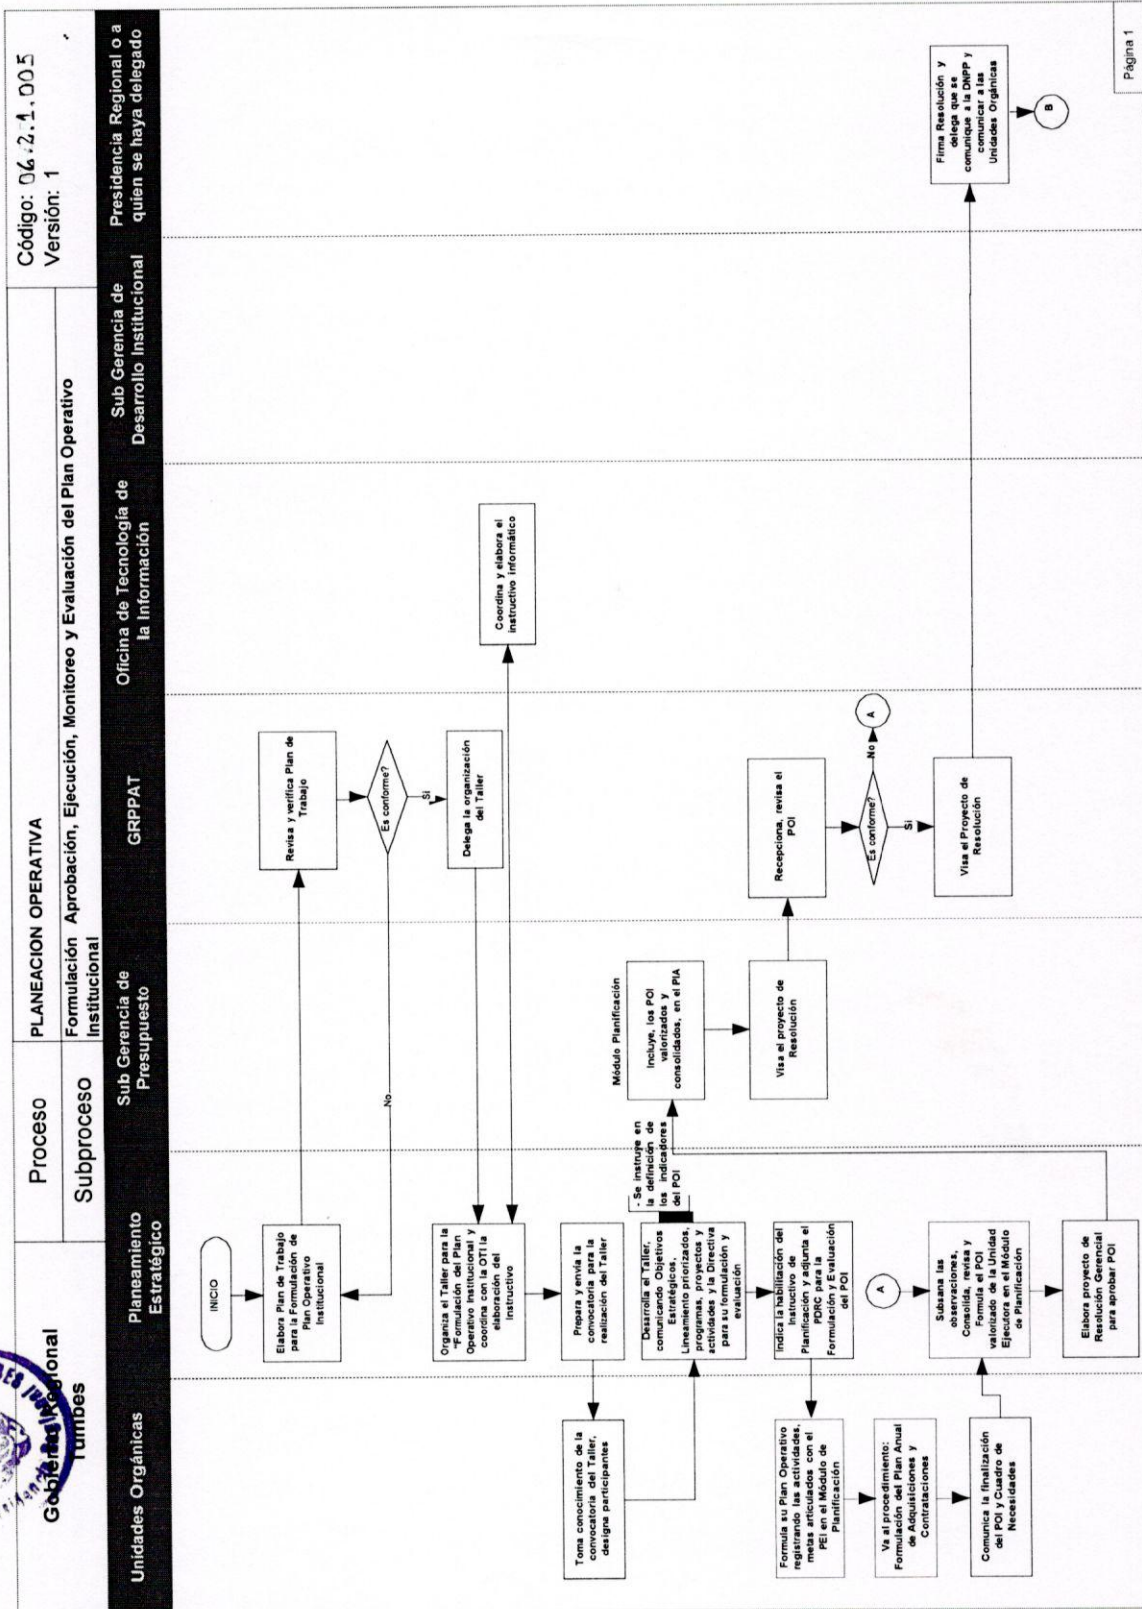 Gobierno Regional
Tumbes
Proceso
PLANEACION OPERATIVA
Código: 06.2.1.005
Versión: 1
Subproceso
Formulación Aprobación, Ejecución, Monitoreo y Evaluación del Plan Operativo
Institucional
Unidades Orgánicas
Planeamiento
Estratégico
Sub Gerencia de
Presupuesto
GRPPAT
Oficina de Tecnología de
la Información
Sub Gerencia de
Desarrollo Institucional
Presidencia Regional o a
quien se haya delegado
INICIO
Elabora Plan de Trabajo
para la Formulación de
Plan Operativo
Institucional
Revisa y verifica Plan de
Trabajo
Es conforme?
No
Si
Delega la organización
del Taller
Organiza el Taller para la
"Formulación del Plan
Operativo Institucional y
coordina con la OTI la
elaboración del
Instructivo
Coordina y elabora el
instructivo informático
Prepara y envía la
convocatoria para la
realización del Taller
Toma conocimiento de la
convocatoria del Taller,
designa participantes
Desarrolla el Taller,
comunicando Objetivos
Estratégicos,
Lineamiento priorizados,
programas, proyectos y
actividades y la Directiva
para su formulación y
evaluación
- Se instruye en
la definición de
los indicadores
del POI
Indica la habilitación del
Instructivo de
Planificación y adjunta el
PDRC para la
Formulación y Evaluación
del POI
Formula su Plan Operativo
registrando las actividades,
metas articulados con el
PEI en el Módulo de
Planificación
Va al procedimiento:
Formulación del Plan Anual
de Adquisiciones y
Contrataciones
Comunica la finalización
del POI y Cuadro de
Necesidades
A
Subsana las
observaciones,
Consolida, revisa y
Formula el POI
valorizado de la Unidad
Ejecutora en el Módulo
de Planificación
Elabora proyecto de
Resolución Gerencial
para aprobar POI
Módulo Planificación
Incluye, los POI
valorizados y
consolidados, en el PIA
Visa el proyecto de
Resolución
Recepciona, revisa el
POI
Es conforme?
No
A
Si
Visa el Proyecto de
Resolución
Firma Resolución y
delega que se
comunique a la DNPP y
comunicar a las
Unidades Orgánicas
B
Página 1